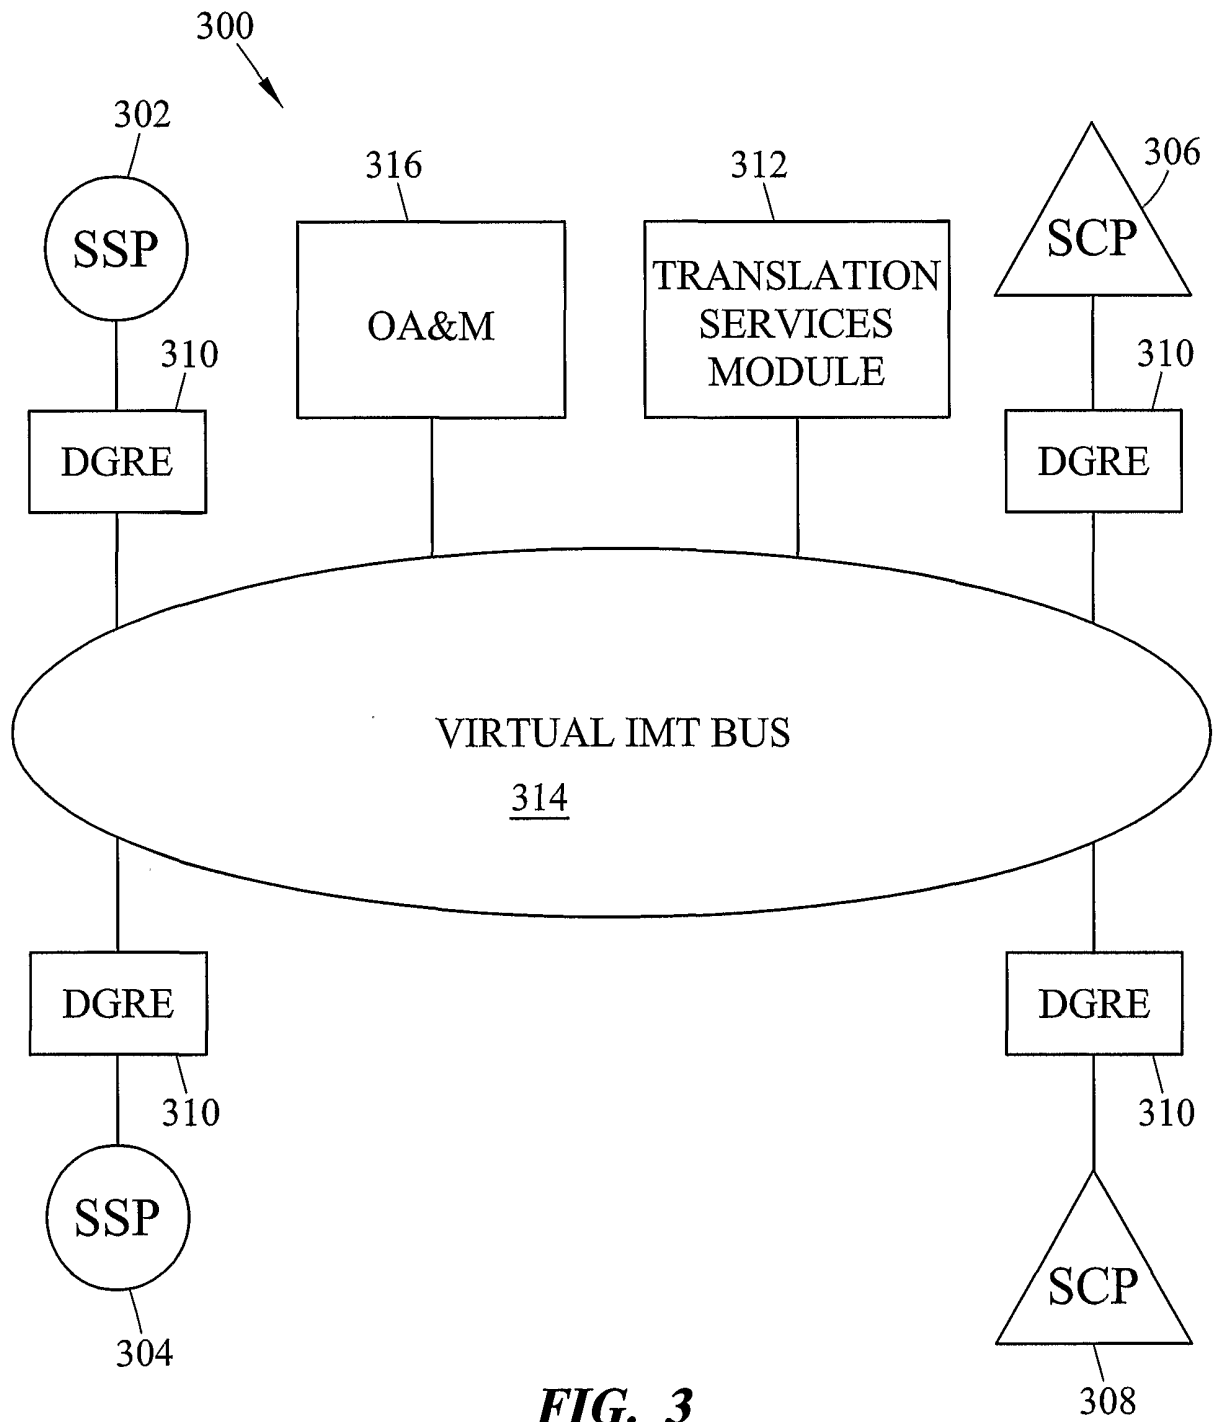 300
302
316
312
306
SSP
OA&M
TRANSLATION
SERVICES
MODULE
SCP
310
310
DGRE
DGRE
VIRTUAL IMT BUS
314
DGRE
DGRE
310
310
SSP
SCP
304
308
FIG. 3